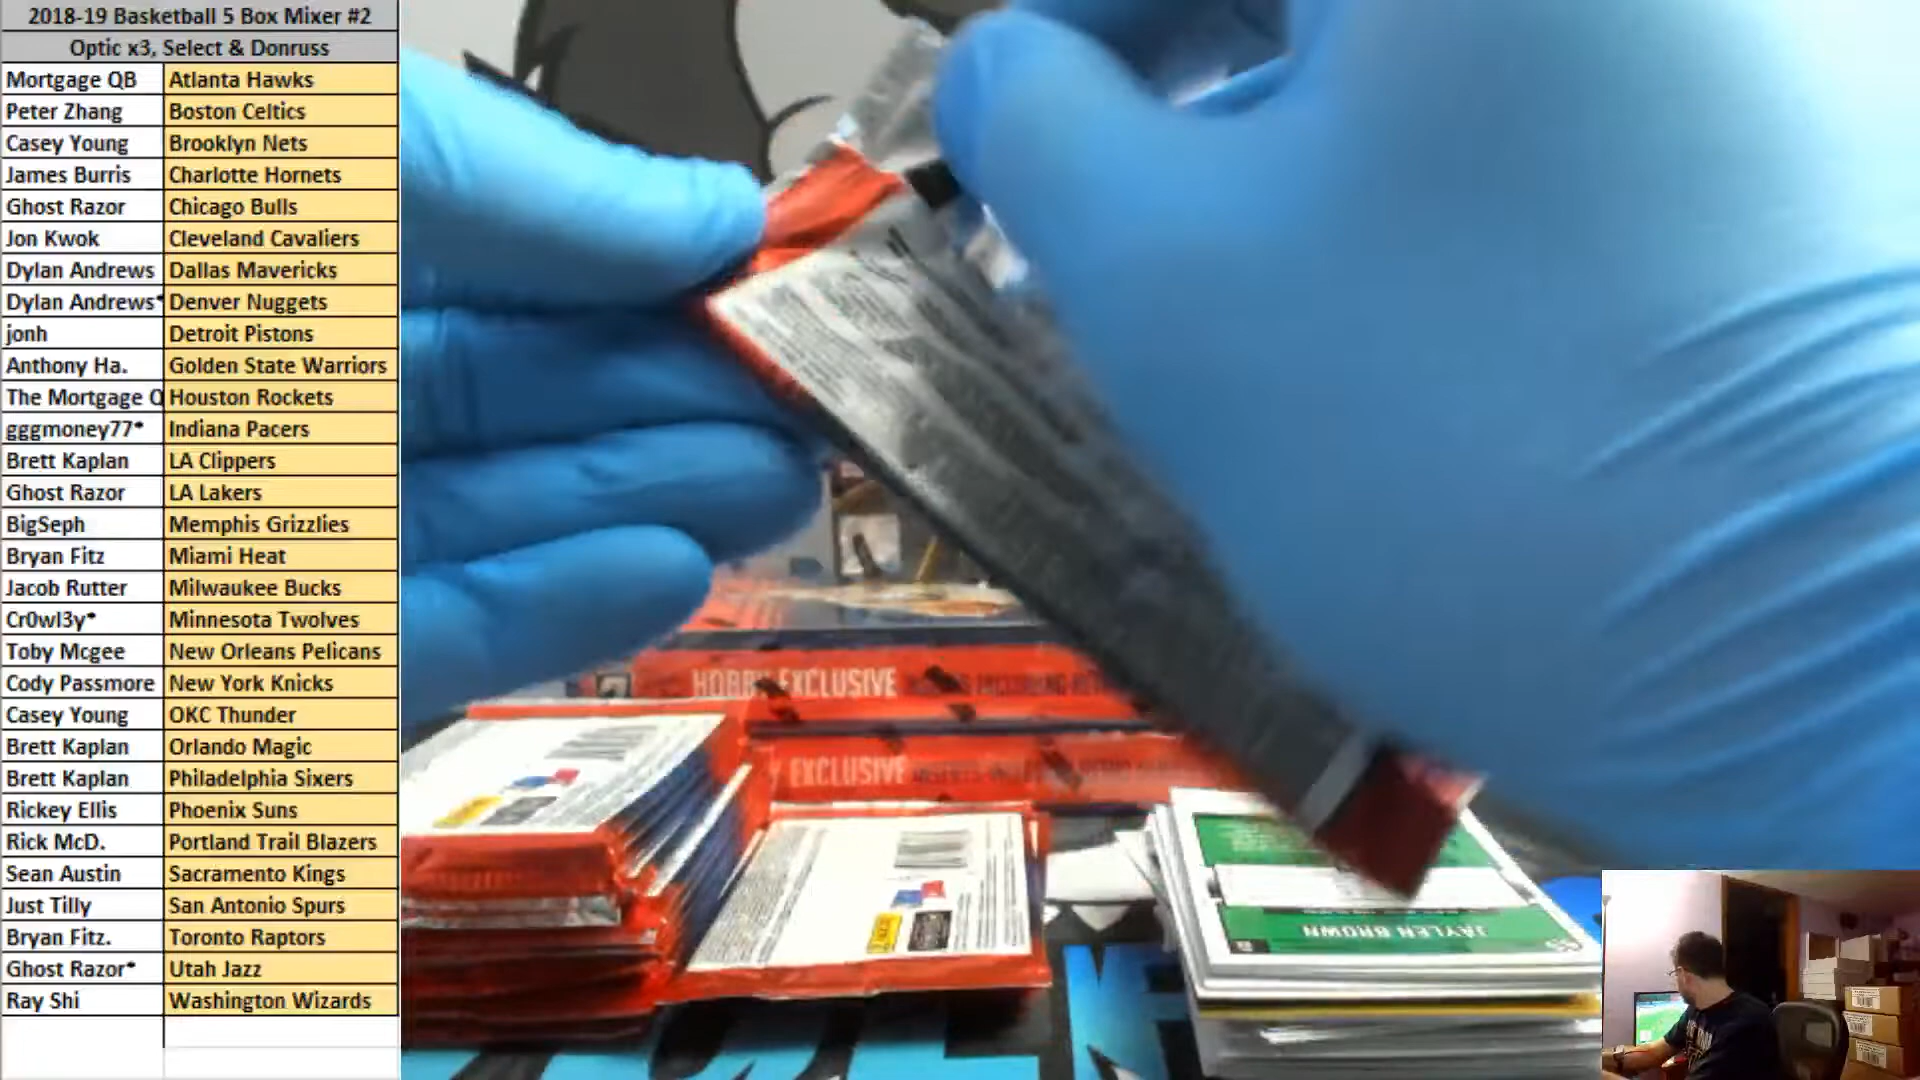 2018-19 Basketball 5 Box Mixer #2
Optic x3, Select & Donruss
Mortgage QB Atlanta Hawks
Peter Zhang Boston Celtics
Casey Young Brooklyn Nets
James Burris Charlotte Hornets
Ghost Razor Chicago Bulls
Jon Kwok Cleveland Cavaliers
Dylan Andrews Dallas Mavericks
Dylan Andrews* Denver Nuggets
jonh Detroit Pistons
Anthony Ha. Golden State Warriors
The Mortgage Q Houston Rockets
gggmoney77* Indiana Pacers
Brett Kaplan LA Clippers
Ghost Razor LA Lakers
BigSeph Memphis Grizzlies
Bryan Fitz Miami Heat
Jacob Rutter Milwaukee Bucks
Cr0wl3y* Minnesota Twolves
Toby Mcgee New Orleans Pelicans
Cody Passmore New York Knicks
Casey Young OKC Thunder
Brett Kaplan Orlando Magic
Brett Kaplan Philadelphia Sixers
Rickey Ellis Phoenix Suns
Rick McD. Portland Trail Blazers
Sean Austin Sacramento Kings
Just Tilly San Antonio Spurs
Bryan Fitz. Toronto Raptors
Ghost Razor* Utah Jazz
Ray Shi Washington Wizards
HOBBY EXCLUSIVE
EXCLUSIVE
JAYLEN BROWN